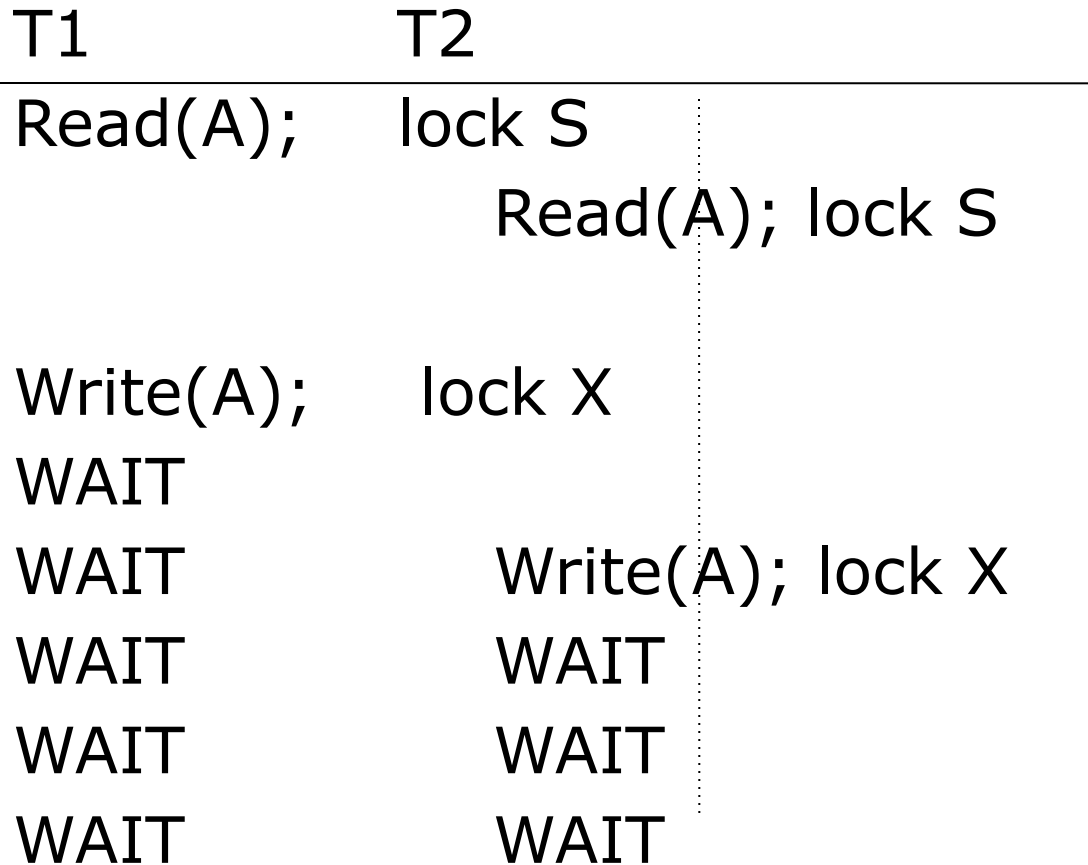 T1 T2
Read(A); lock S
Read(A); lock S
Write(A); lock X
WAIT
WAIT Write(A); lock X
WAIT WAIT
WAIT WAIT
WAIT WAIT